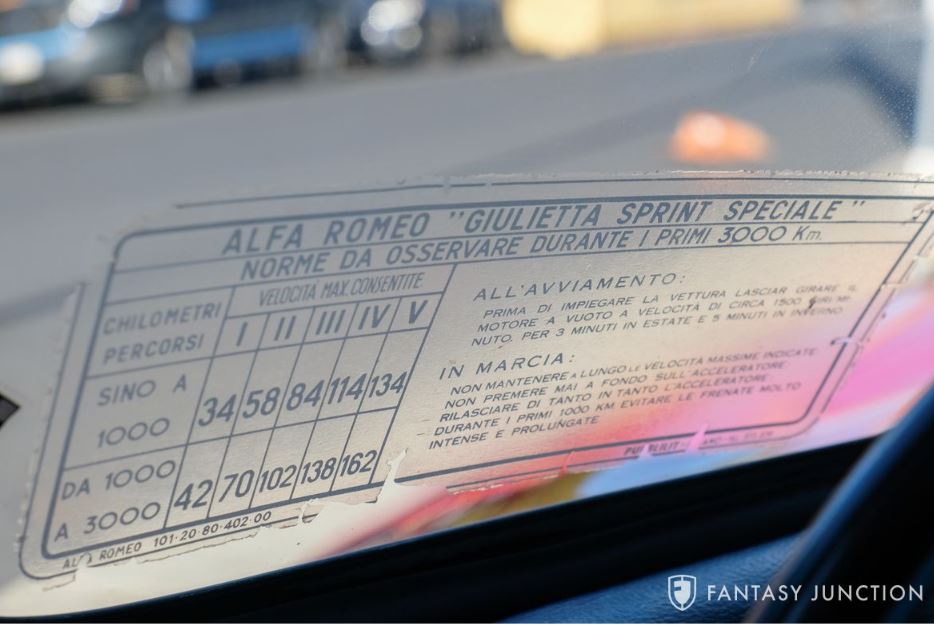 ALFA ROMEO "GIULIETTA SPRINT SPECIALE"
NORME DA OSSERVARE DURANTE I PRIMI 3000 Km.
CHILOMETRI PERCORSI
VELOCITA MAX. CONSENTITE
I II III IV V
SINO A 1000 34 58 84 114 134
DA 1000 A 3000 42 70 102 138 162
ALFA ROMEO 101·20·80·402·00
ALL'AVVIAMENTO:
PRIMA DI IMPIEGARE LA VETTURA LASCIAR GIRARE IL
MOTORE A VUOTO A VELOCITÀ DI CIRCA 1500 GIRI MI-
NUTO, PER 3 MINUTI IN ESTATE E 5 MINUTI IN INVERNO
IN MARCIA:
NON MANTENERE A LUNGO LE VELOCITÀ MASSIME INDICATE.
NON PREMERE MAI A FONDO SULL'ACCELERATORE.
RILASCIARE DI TANTO IN TANTO L'ACCELERATORE.
DURANTE I PRIMI 1000 KM EVITARE LE FRENATE MOLTO
INTENSE E PROLUNGATE
FANTASY JUNCTION